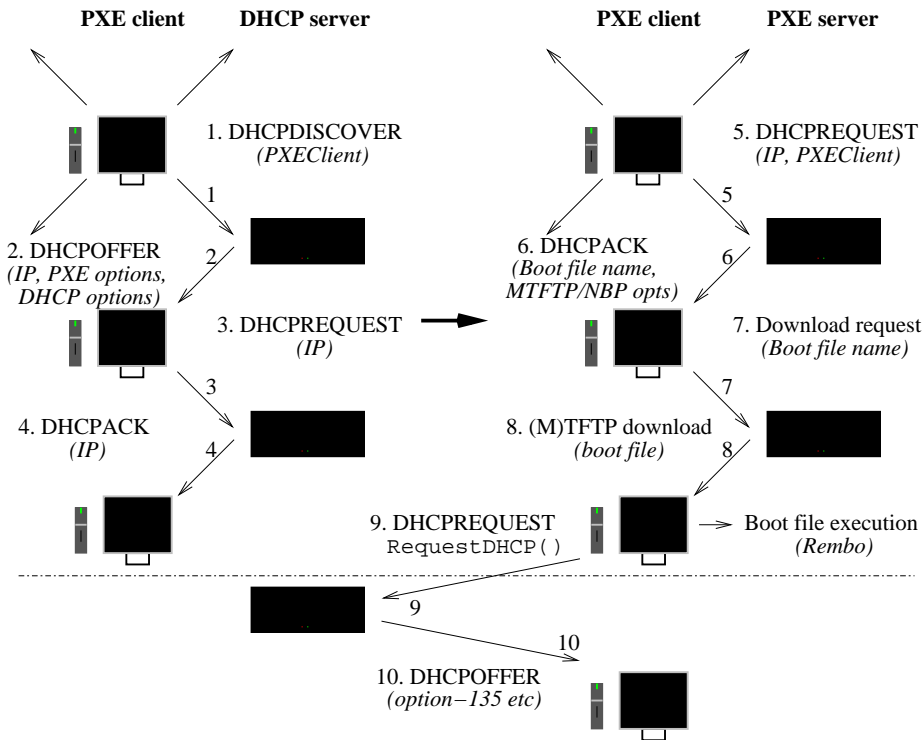 PXE client
DHCP server
PXE client
PXE server
1. DHCPDISCOVER
(PXEClient)
5. DHCPREQUEST
(IP, PXEClient)
1
5
2. DHCPOFFER
(IP, PXE options,
DHCP options)
2
6. DHCPACK
(Boot file name,
MTFTP/NBP opts)
6
3. DHCPREQUEST
(IP)
7. Download request
(Boot file name)
3
7
4. DHCPACK
(IP)
4
8. (M)TFTP download
(boot file)
8
9. DHCPREQUEST
RequestDHCP()
Boot file execution
(Rembo)
9
10
10. DHCPOFFER
(option−135 etc)